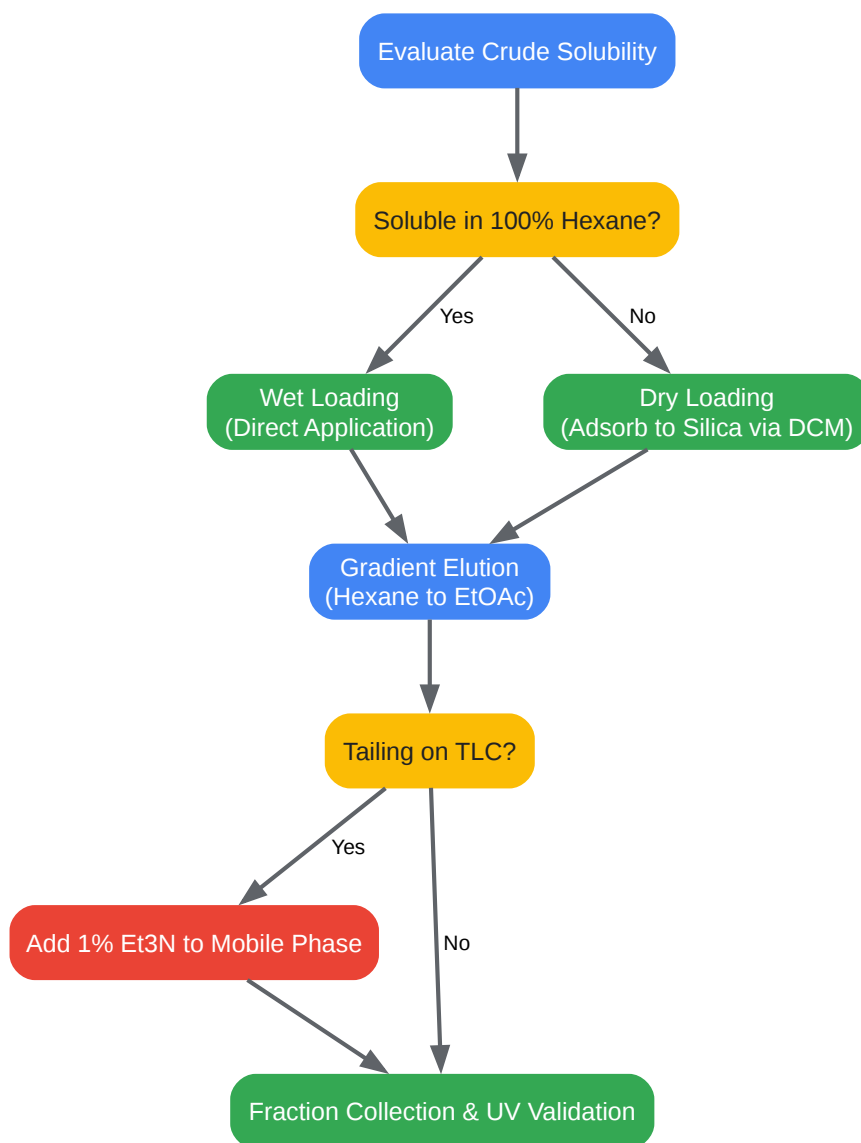 Evaluate Crude Solubility
Soluble in 100% Hexane?
Yes
No
Wet Loading
(Direct Application)
Dry Loading
(Adsorb to Silica via DCM)
Gradient Elution
(Hexane to EtOAc)
Tailing on TLC?
Yes
Add 1% Et3N to Mobile Phase
No
Fraction Collection & UV Validation